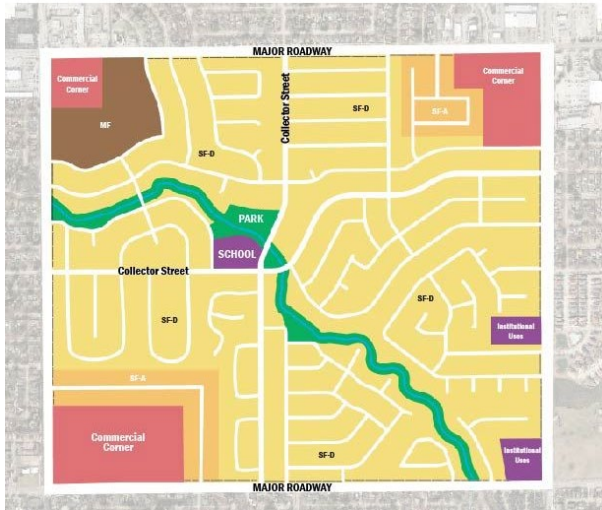 MAJOR ROADWAY
Commercial
Corner
MF
SF-D
Collector Street
SF-D
SF-A
Commercial
Corner
PARK
SCHOOL
Collector Street
SF-D
SF-D
Institutional
Uses
SF-A
Commercial
Corner
SF-D
Institutional
Uses
MAJOR ROADWAY